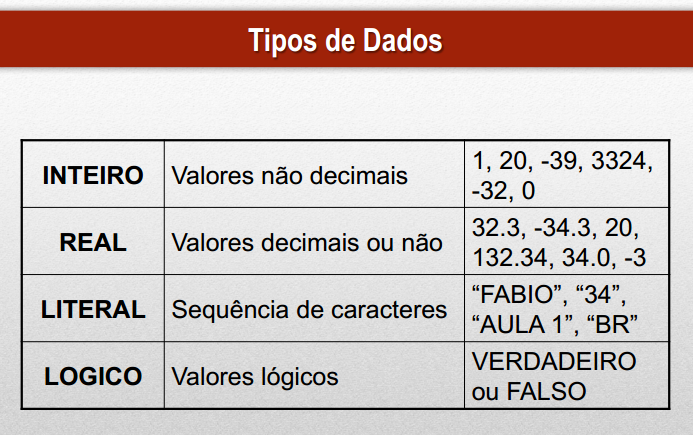 Tipos de Dados
INTEIRO
Valores não decimais
1, 20, -39, 3324,
-32, 0
REAL
Valores decimais ou não
32.3, -34.3, 20,
132.34, 34.0, -3
LITERAL
Sequência de caracteres
“FABIO”, “34”,
“AULA 1”, “BR”
LOGICO
Valores lógicos
VERDADEIRO
ou FALSO